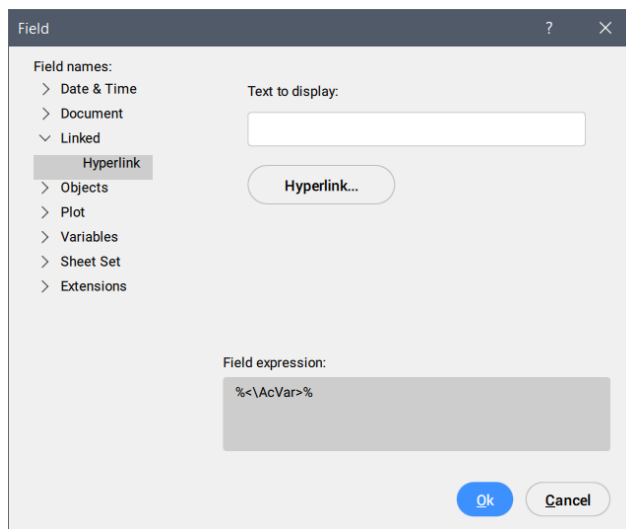 Field ?
Field names:
Date & Time
Document
Linked
Hyperlink
Objects
Plot
Variables
Sheet Set
Extensions
Text to display:
Hyperlink...
Field expression:
%<\AcVar>%
Ok Cancel